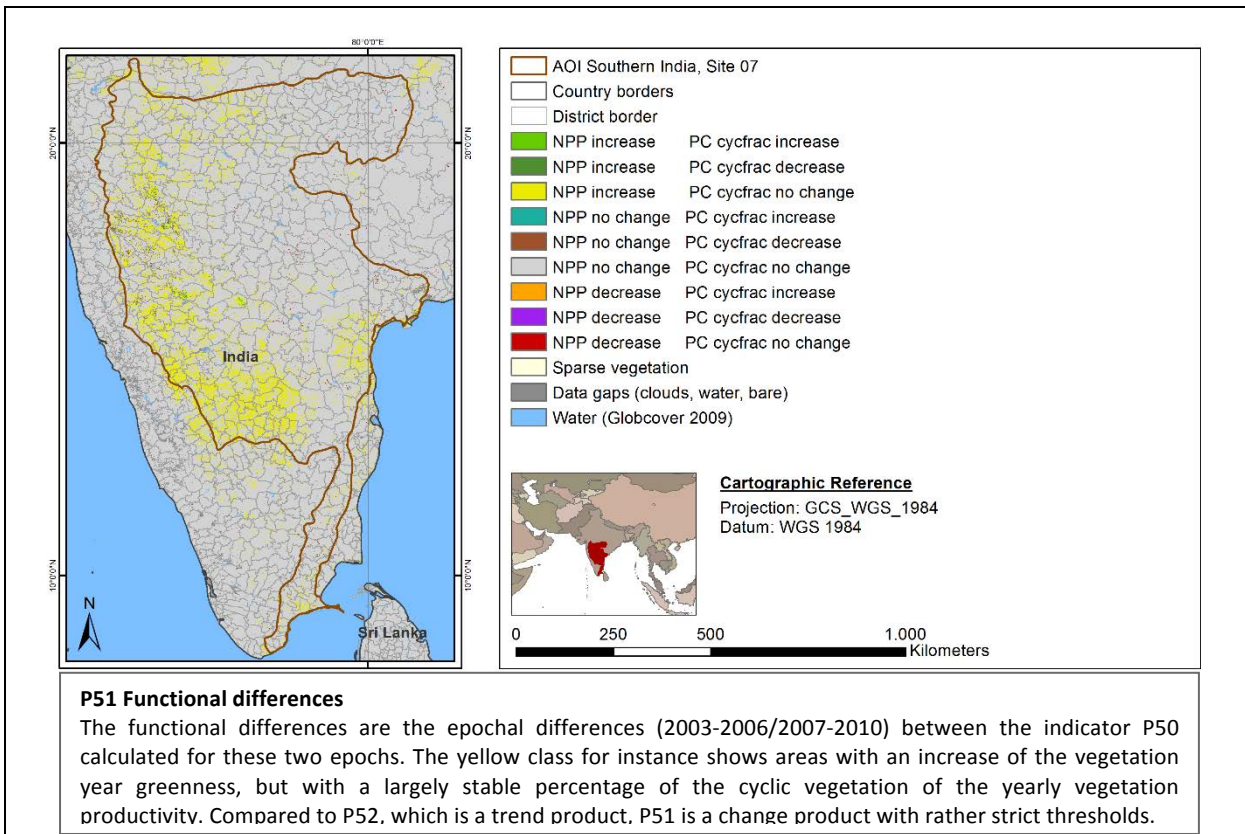 80°0'0"E
20°0'0"N
20°0'0"N
India
10°0'0"N
10°0'0"N
N
Sri Lanka
AOI Southern India, Site 07
Country borders
District border
NPP increase PC cycfrac increase
NPP increase PC cycfrac decrease
NPP increase PC cycfrac no change
NPP no change PC cycfrac increase
NPP no change PC cycfrac decrease
NPP no change PC cycfrac no change
NPP decrease PC cycfrac increase
NPP decrease PC cycfrac decrease
NPP decrease PC cycfrac no change
Sparse vegetation
Data gaps (clouds, water, bare)
Water (Globcover 2009)
Cartographic Reference
Projection: GCS_WGS_1984
Datum: WGS 1984
0 250 500 1.000
Kilometers
P51 Functional differences
The functional differences are the epochal differences (2003-2006/2007-2010) between the indicator P50
calculated for these two epochs. The yellow class for instance shows areas with an increase of the vegetation
year greenness, but with a largely stable percentage of the cyclic vegetation of the yearly vegetation
productivity. Compared to P52, which is a trend product, P51 is a change product with rather strict thresholds.